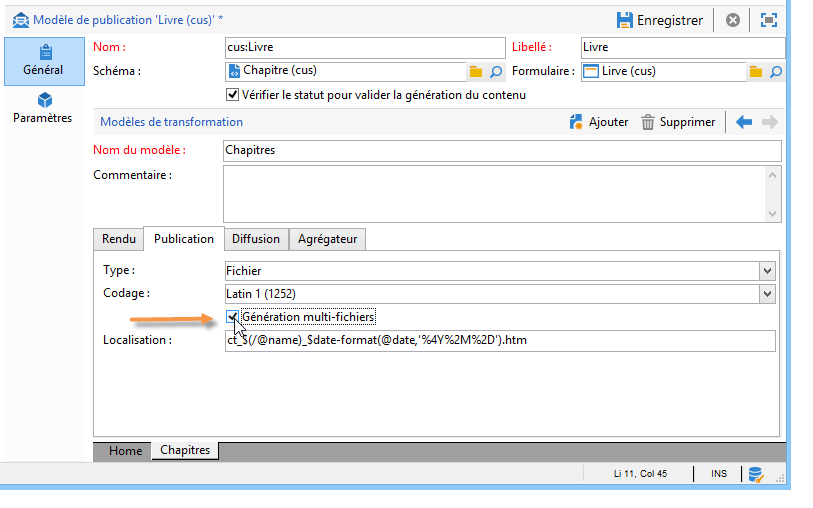 Modèle de publication 'Livre (cus)' *
Enregistrer
Général
Paramètres
Nom :
cus:Livre
Libellé :
Livre
Schéma :
Chapitre (cus)
Formulaire :
Lirve (cus)
Vérifier le statut pour valider la génération du contenu
Modèles de transformation
Ajouter
Supprimer
Nom du modèle :
Chapitres
Commentaire :
Rendu
Publication
Diffusion
Agrégateur
Type :
Fichier
Codage :
Latin 1 (1252)
Génération multi-fichiers
Localisation :
ct_$(/@name)_$date-format(@date,'%4Y%2M%2D').htm
Home
Chapitres
Li 11, Col 45
INS